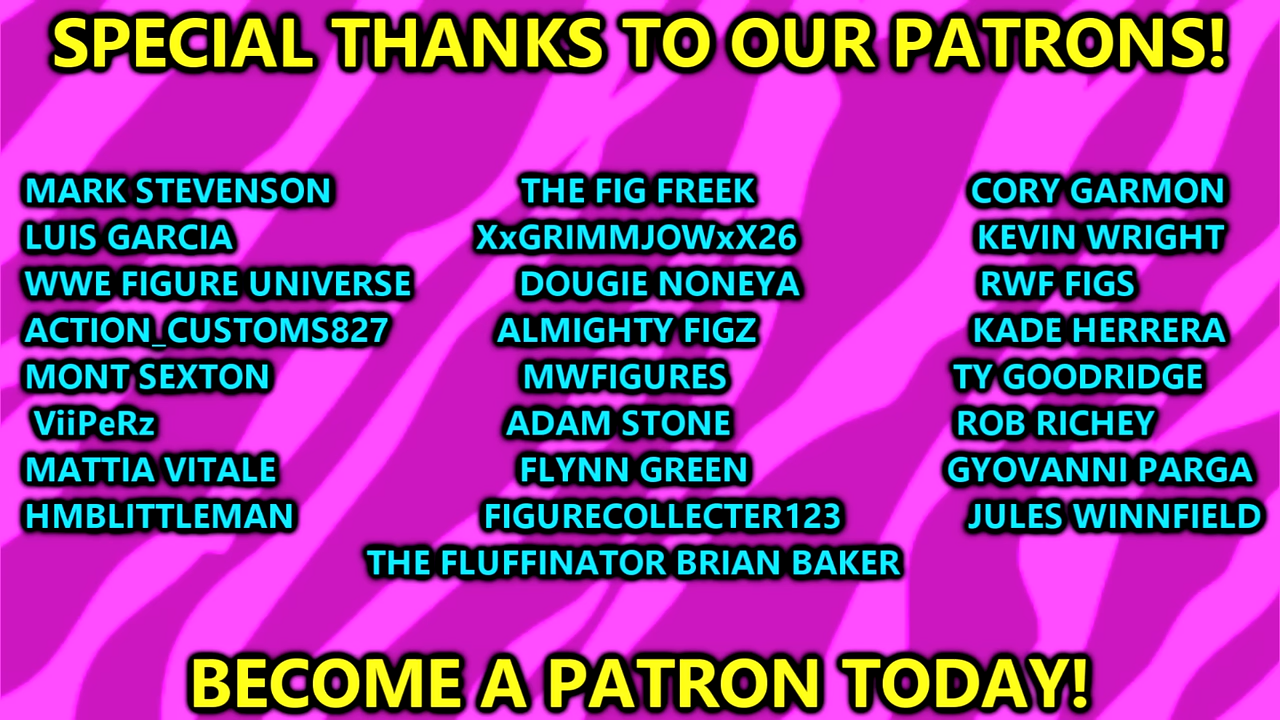 SPECIAL THANKS TO OUR PATRONS!
MARK STEVENSON THE FIG FREEK CORY GARMON
LUIS GARCIA XxGRIMMJOWxX26 KEVIN WRIGHT
WWE FIGURE UNIVERSE DOUGIE NONEYA RWF FIGS
ACTION_CUSTOMS827 ALMIGHTY FIGZ KADE HERRERA
MONT SEXTON MWFIGURES TY GOODRIDGE
ViiPeRz ADAM STONE ROB RICHEY
MATTIA VITALE FLYNN GREEN GYOVANNI PARGA
HMBLITTLEMAN FIGURECOLLECTER123 JULES WINNFIELD
THE FLUFFINATOR BRIAN BAKER
BECOME A PATRON TODAY!